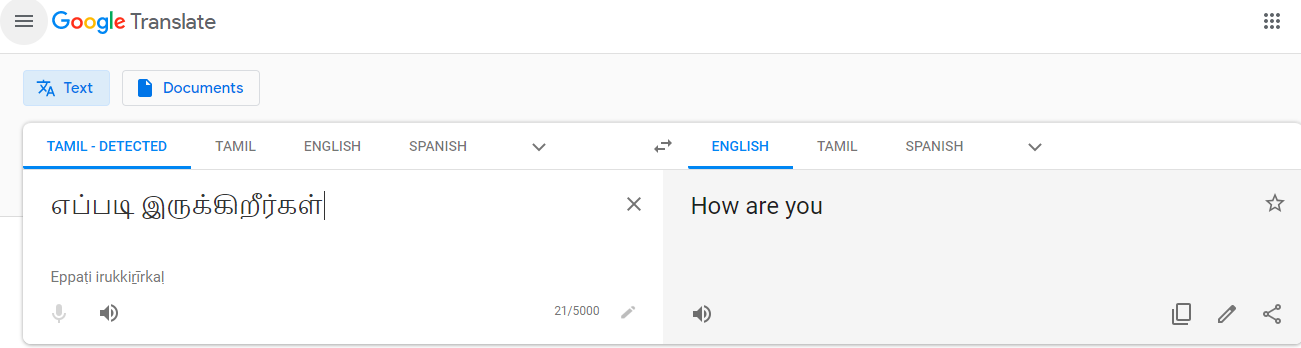 Google Translate
Text Documents
TAMIL - DETECTED TAMIL ENGLISH SPANISH ENGLISH TAMIL SPANISH
எப்படி இருக்கிறீர்கள் How are you
Eppaṭi irukkiṟīrkaḷ
21/5000